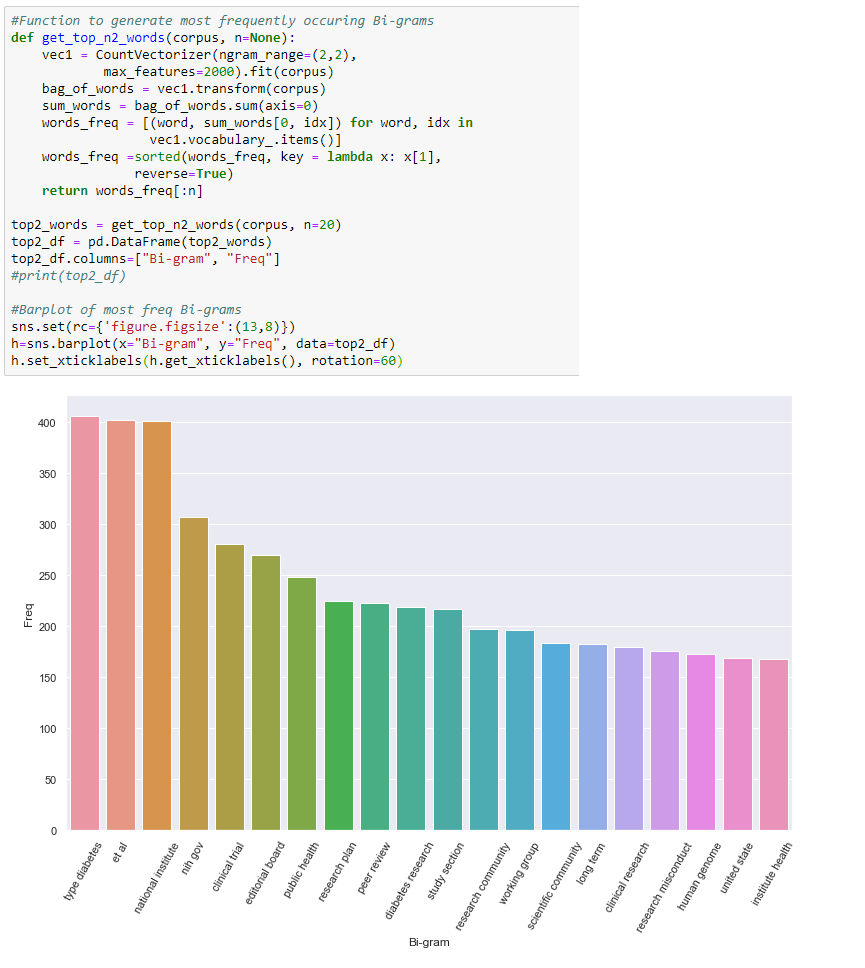 #Function to generate most frequently occuring Bi-grams
def get_top_n2_words(corpus, n=None):
    vec1 = CountVectorizer(ngram_range=(2,2),
            max_features=2000).fit(corpus)
    bag_of_words = vec1.transform(corpus)
    sum_words = bag_of_words.sum(axis=0)
    words_freq = [(word, sum_words[0, idx]) for word, idx in
                  vec1.vocabulary_.items()]
    words_freq =sorted(words_freq, key = lambda x: x[1],
                reverse=True)
    return words_freq[:n]
top2_words = get_top_n2_words(corpus, n=20)
top2_df = pd.DataFrame(top2_words)
top2_df.columns=["Bi-gram", "Freq"]
#print(top2_df)
#Barplot of most freq Bi-grams
sns.set(rc={'figure.figsize':(13,8)})
h=sns.barplot(x="Bi-gram", y="Freq", data=top2_df)
h.set_xticklabels(h.get_xticklabels(), rotation=60)
400
350
300
250
200
150
100
50
0
Freq
type diabetes
et al
national institute
nih gov
clinical trial
editorial board
public health
research plan
peer review
diabetes research
study section
research community
working group
scientific community
long term
clinical research
research misconduct
human genome
united state
institute health
Bi-gram